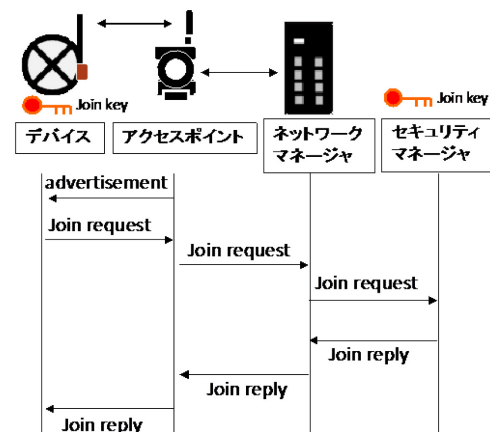 Join key
Join key
デバイス
アクセスポイント
ネットワーク
マネージャ
セキュリティ
マネージャ
advertisement
Join request
Join request
Join request
Join reply
Join reply
Join reply